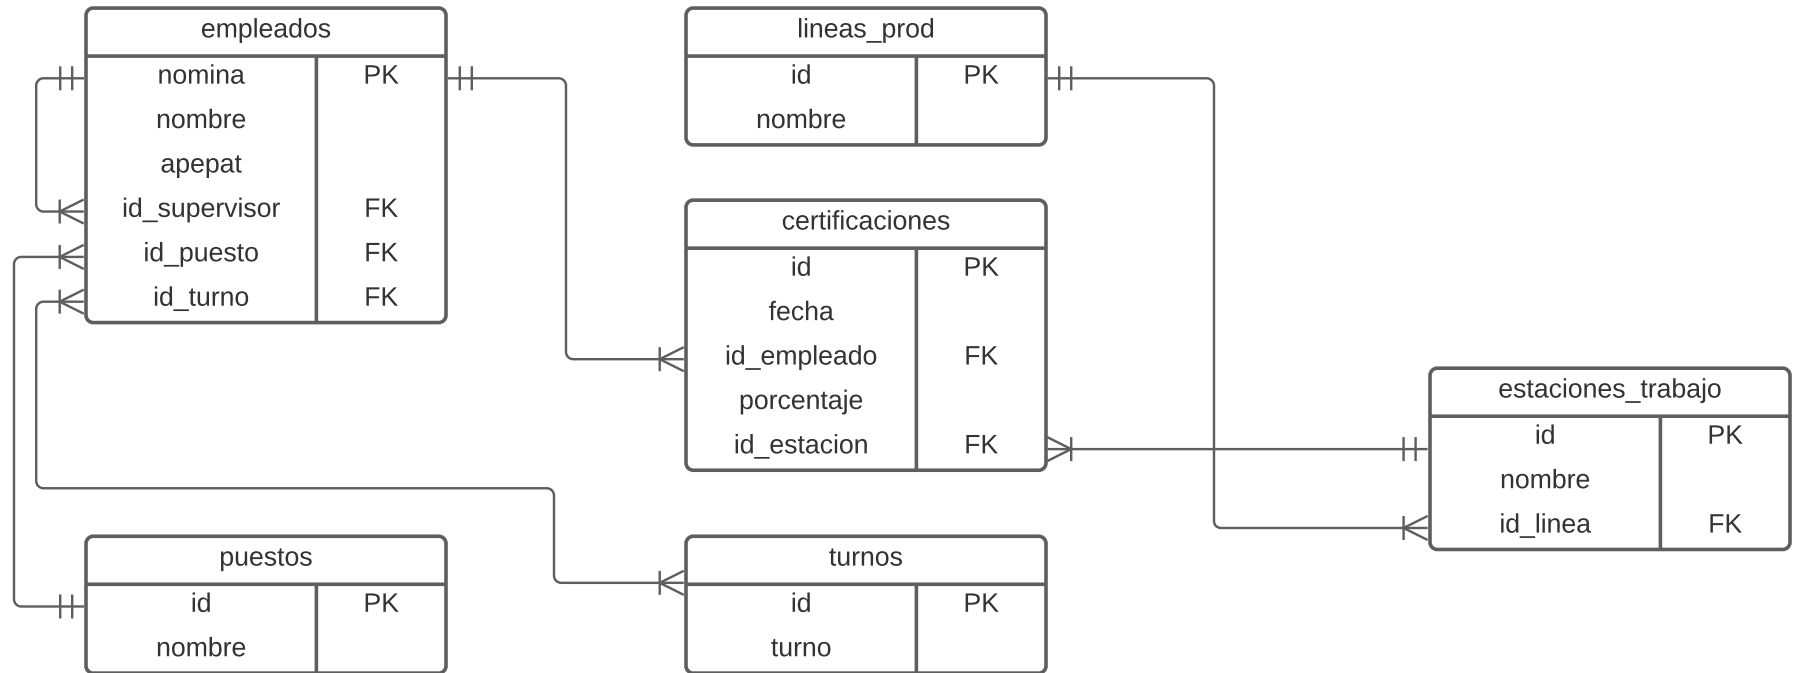 empleados
nomina PK
nombre
apepat
id_supervisor FK
id_puesto FK
id_turno FK
lineas_prod
id PK
nombre
certificaciones
id PK
fecha
id_empleado FK
porcentaje
id_estacion FK
estaciones_trabajo
id PK
nombre
id_linea FK
puestos
id PK
nombre
turnos
id PK
turno